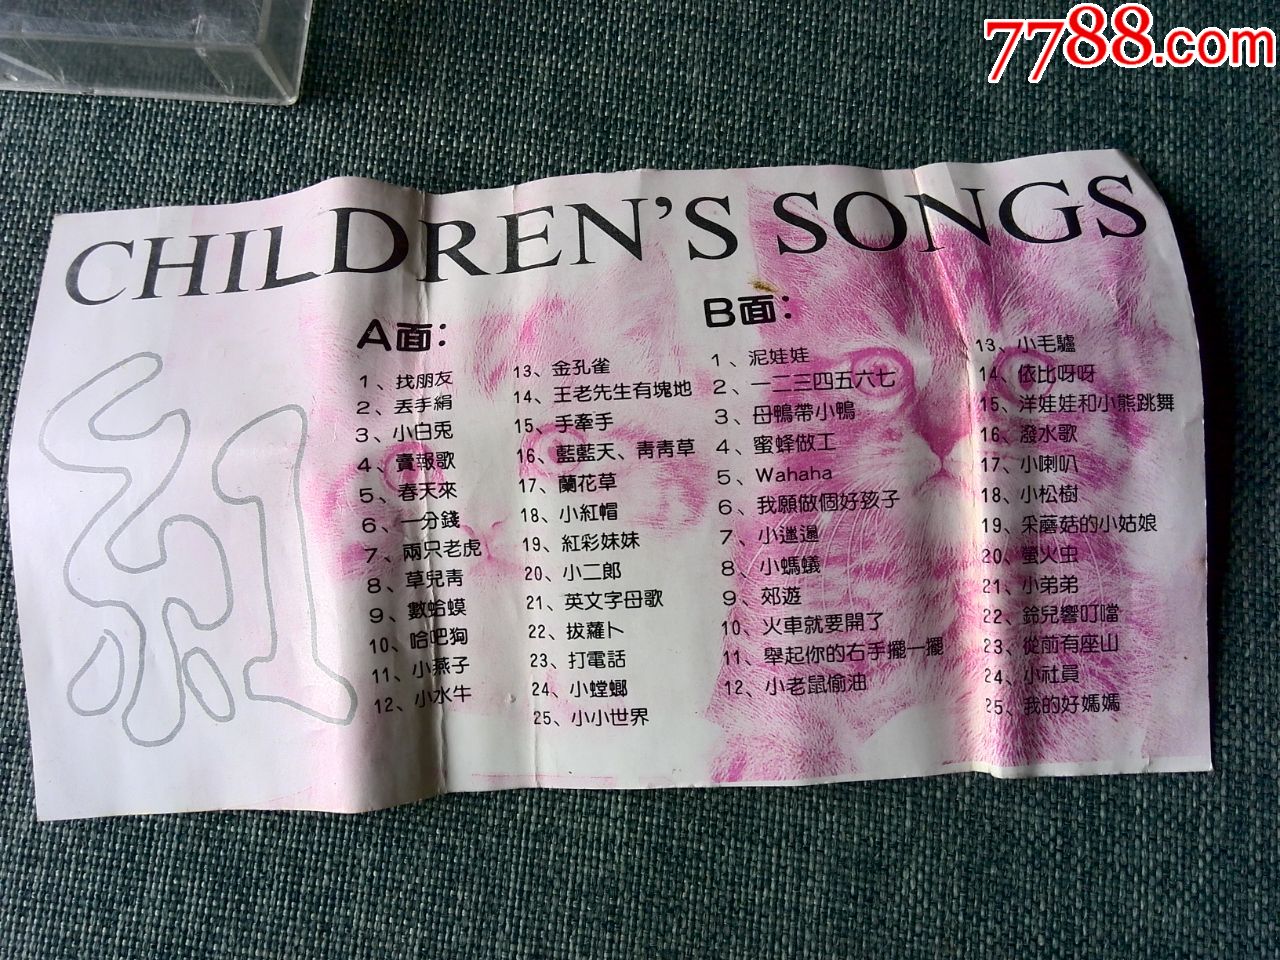 7788.com
CHILDREN'S SONGS
A面：
1、找朋友
2、丟手絹
3、小白兔
4、賣報歌
5、春天來
6、一分錢
7、兩只老虎
8、草兒青
9、數蛤蟆
10、哈吧狗
11、小燕子
12、小水牛
13、金孔雀
14、王老先生有塊地
15、手牽手
16、藍藍天、青青草
17、蘭花草
18、小紅帽
19、紅彩妹妹
20、小二郎
21、英文字母歌
22、拔蘿卜
23、打電話
24、小螳螂
25、小小世界
B面：
1、泥娃娃
2、一二三四五六七
3、母鴨帶小鴨
4、蜜蜂做工
5、Wahaha
6、我願做個好孩子
7、小邋遢
8、小螞蟻
9、郊遊
10、火車就要開了
11、舉起你的右手擺一擺
12、小老鼠偷油
13、小毛驢
14、依比呀呀
15、洋娃娃和小熊跳舞
16、潑水歌
17、小喇叭
18、小松樹
19、采蘑菇的小姑娘
20、螢火虫
21、小弟弟
22、鈴兒響叮噹
23、從前有座山
24、小社員
25、我的好媽媽
紅